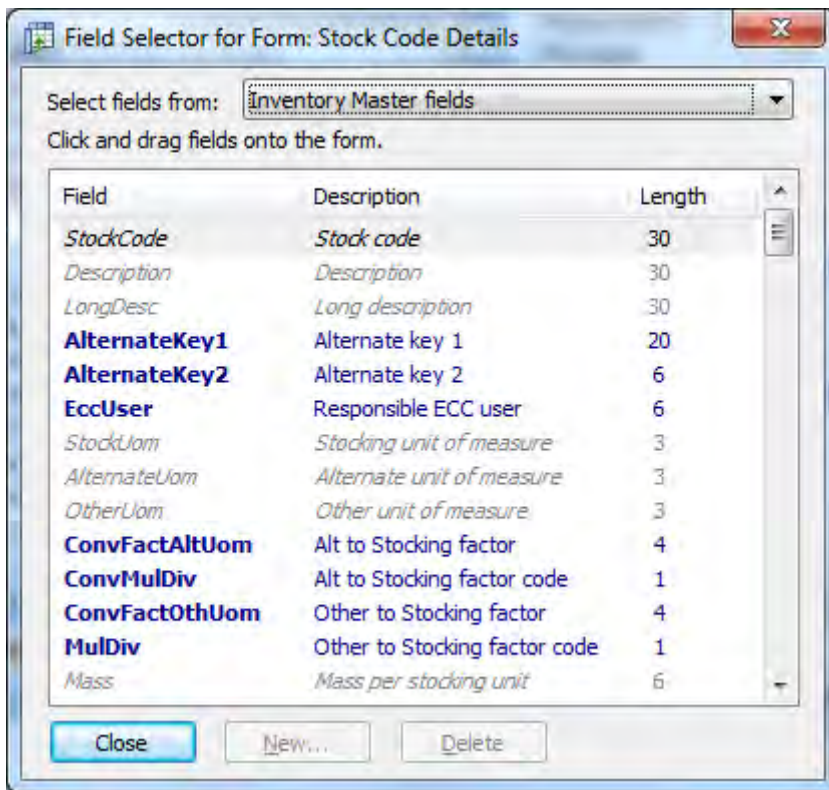 Field Selector for Form: Stock Code Details
Select fields from: Inventory Master fields
Click and drag fields onto the form.
Field Description Length
StockCode Stock code 30
Description Description 30
LongDesc Long description 30
AlternateKey1 Alternate key 1 20
AlternateKey2 Alternate key 2 6
EccUser Responsible ECC user 6
StockUom Stocking unit of measure 3
AlternateUom Alternate unit of measure 3
OtherUom Other unit of measure 3
ConvFactAltUom Alt to Stocking factor 4
ConvMulDiv Alt to Stocking factor code 1
ConvFactOthUom Other to Stocking factor 4
MulDiv Other to Stocking factor code 1
Mass Mass per stocking unit 6
Close New... Delete